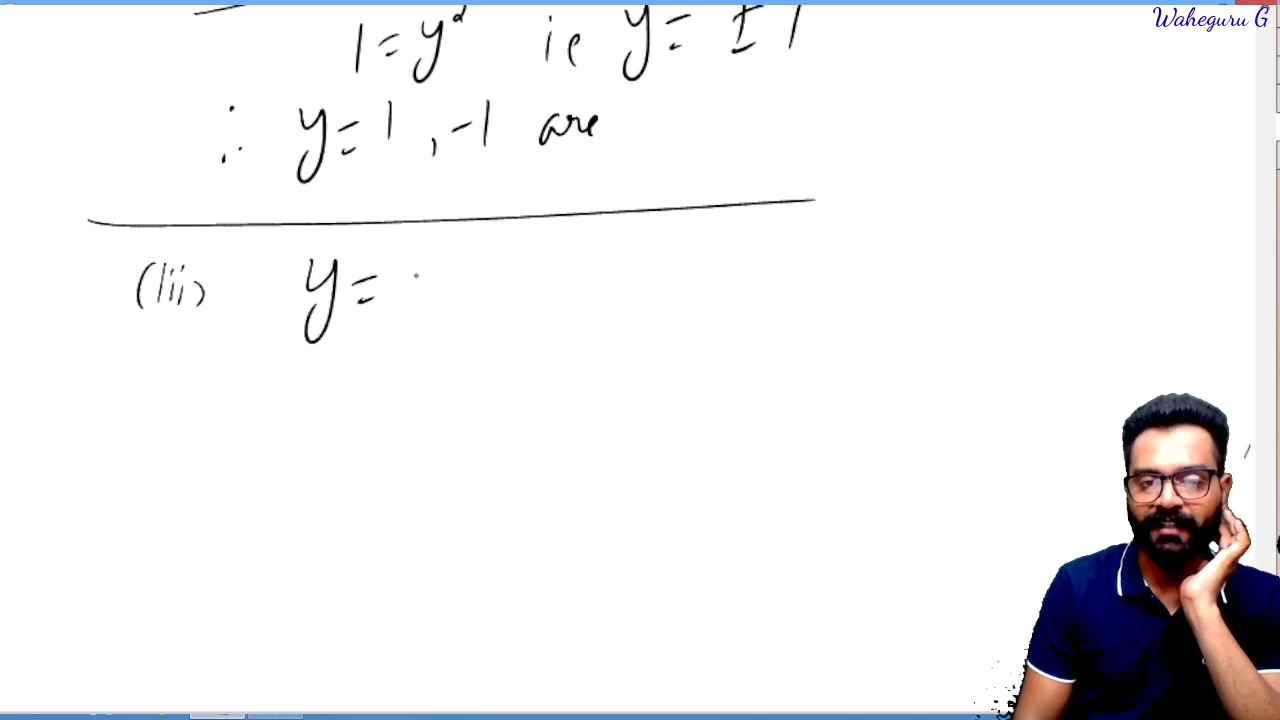 Waheguru G
1 = y² ie y = ± 1
∴ y = 1 , -1 are
(iii) y =